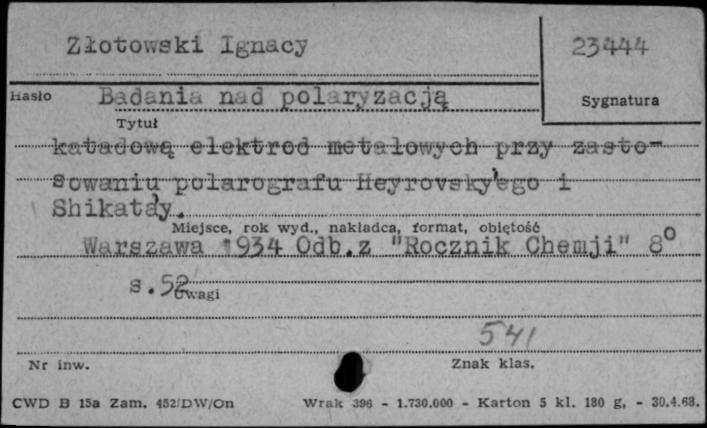 Złotowski Ignacy 23444
Hasło Badania nad polaryzacją Sygnatura
Tytuł
katadową elektrod metalowych przy zasto-
sowaniu polarografu Heyrovsky'ego i
Shikata'y.
Miejsce, rok wyd., nakładca, format, objętość
Warszawa 1934 Odb.z "Rocznik Chemji" 8°
s.52
Uwagi
541
Nr inw. Znak klas.
CWD B 15a Zam. 452/DW/On Wrak 396 - 1.730.000 - Karton 5 kl. 180 g. - 30.4.68.